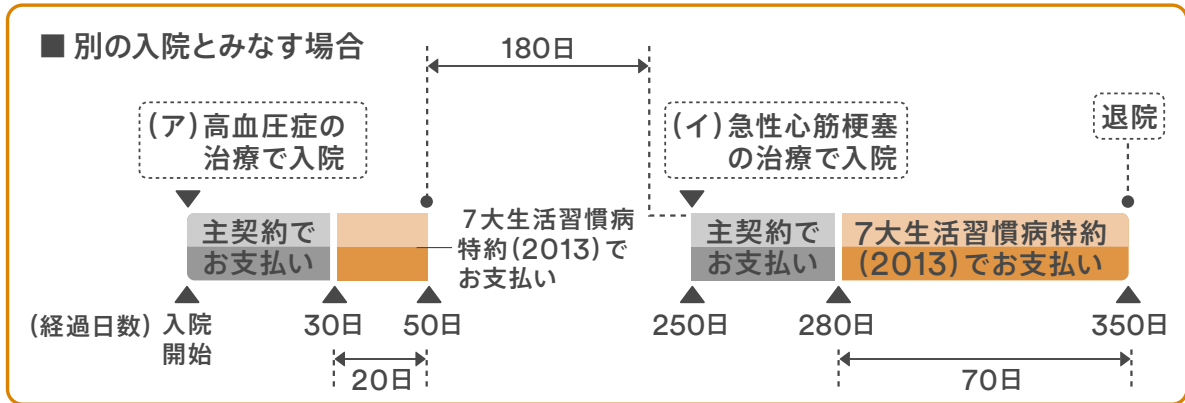 ■ 別の入院とみなす場合
180日
(ア)高血圧症の
治療で入院
(イ)急性心筋梗塞
の治療で入院
退院
主契約で
お支払い
7大生活習慣病
特約(2013)で
お支払い
主契約で
お支払い
7大生活習慣病特約
(2013)でお支払い
(経過日数)
入院
開始
30日
50日
250日
280日
350日
20日
70日